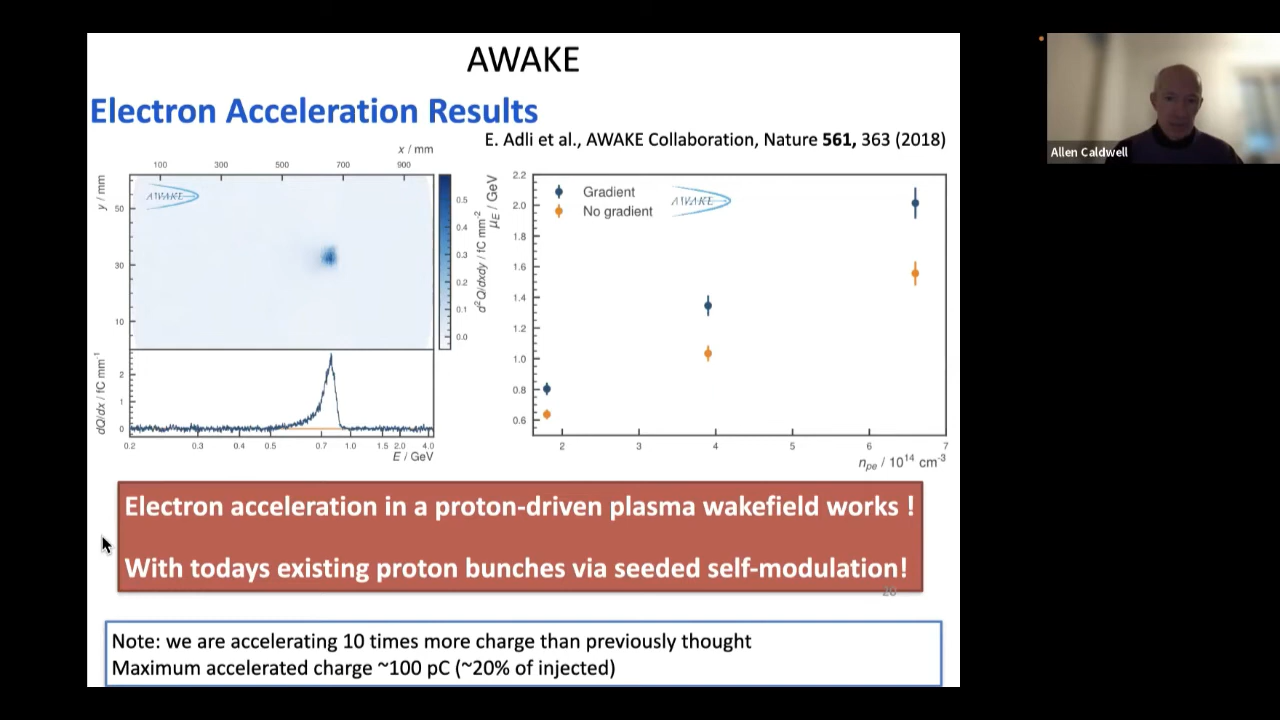 AWAKE
Electron Acceleration Results
E. Adli et al., AWAKE Collaboration, Nature 561, 363 (2018)
x / mm
100 300 500 700 900
y / mm
50
30
10
AWAKE
0.5
0.4
0.3
0.2
0.1
0.0
d²Q/dxdy / fC mm⁻²
dQ/dx / fC mm⁻¹
2
1
0
0.2 0.3 0.4 0.5 0.7 1.0 1.5 2.0 4.0
E / GeV
μE / GeV
2.2
2.0
1.8
1.6
1.4
1.2
1.0
0.8
0.6
Gradient
No gradient
AWAKE
2 3 4 5 6 7
npe / 10¹⁴ cm⁻³
Electron acceleration in a proton-driven plasma wakefield works !
With todays existing proton bunches via seeded self-modulation!
20
Note: we are accelerating 10 times more charge than previously thought
Maximum accelerated charge ~100 pC (~20% of injected)
Allen Caldwell